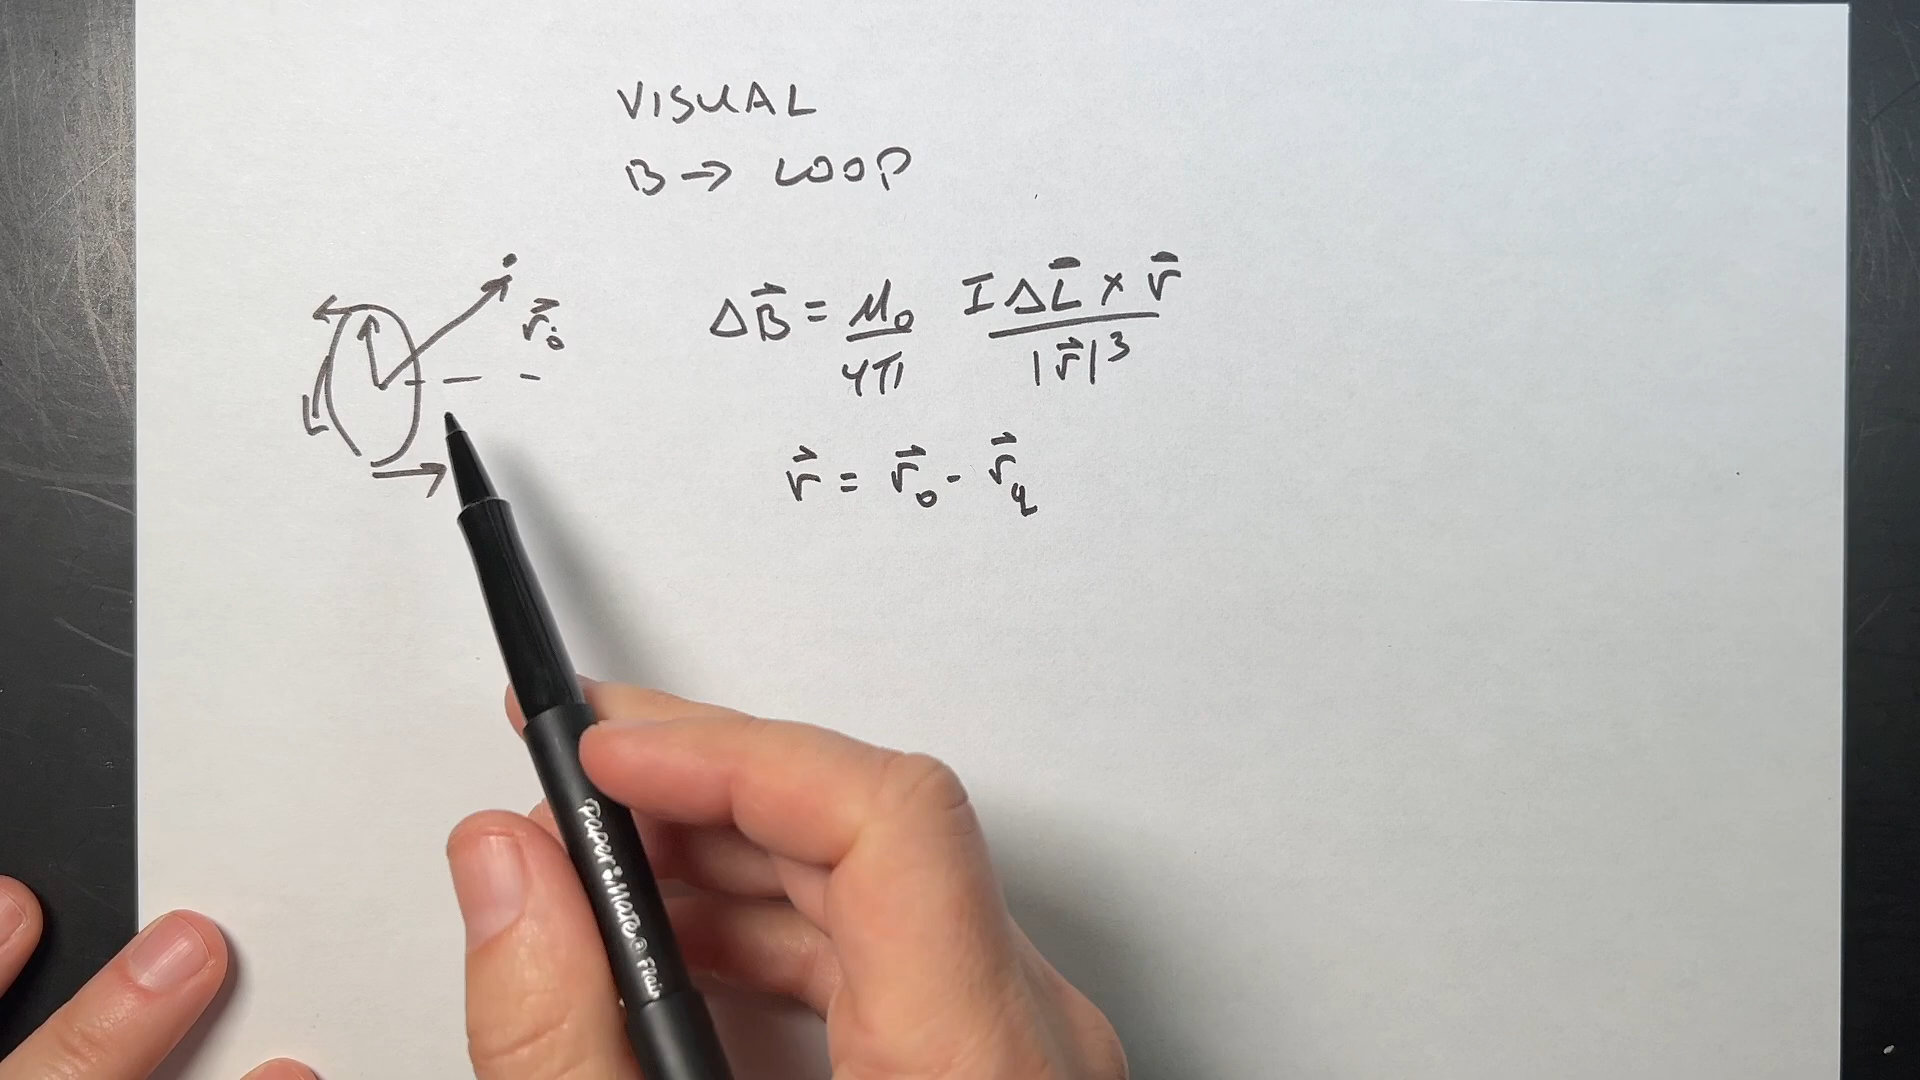 VISUAL
B → LOOP
r⃗₀
ΔB⃗ = μ₀/4π IΔL⃗ × r⃗/|r⃗|³
r⃗ = r⃗₀ - r⃗q
Paper:Mate® Flair